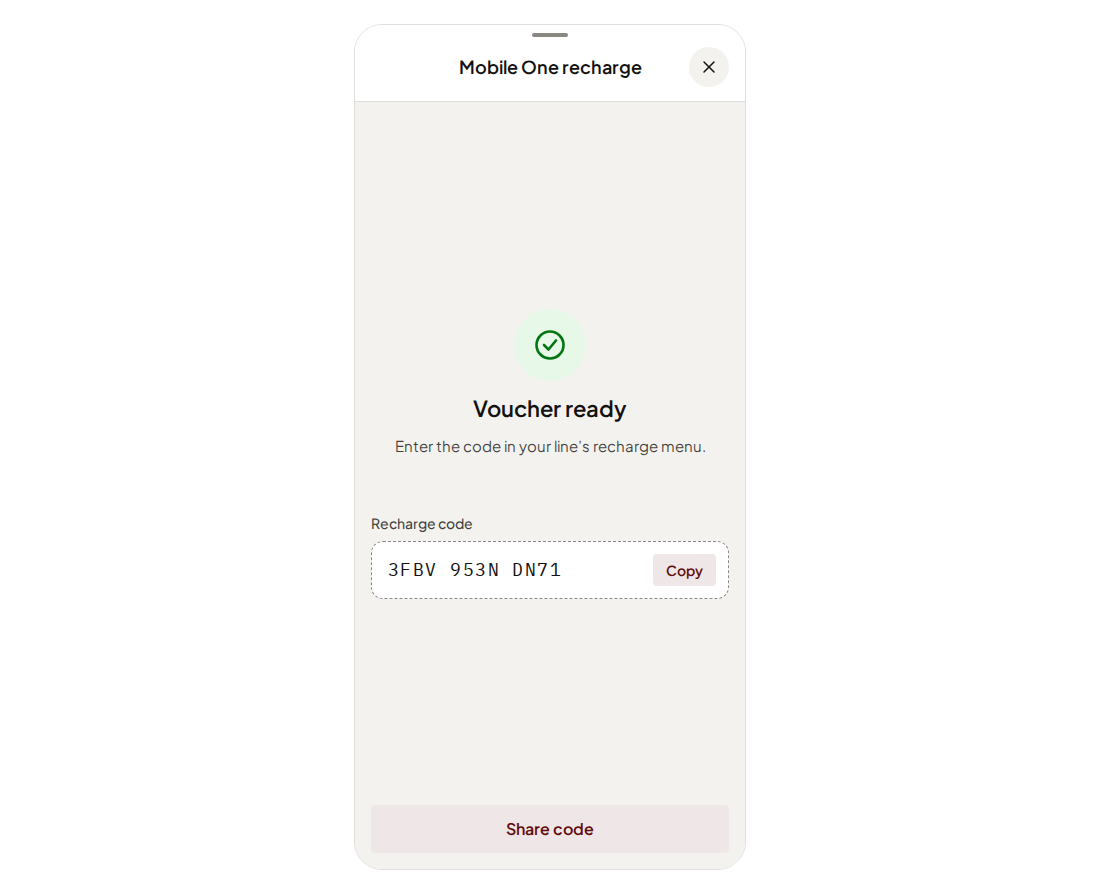 Mobile One recharge
Voucher ready
Enter the code in your line's recharge menu.
Recharge code
3FBV 953N DN71
Copy
Share code